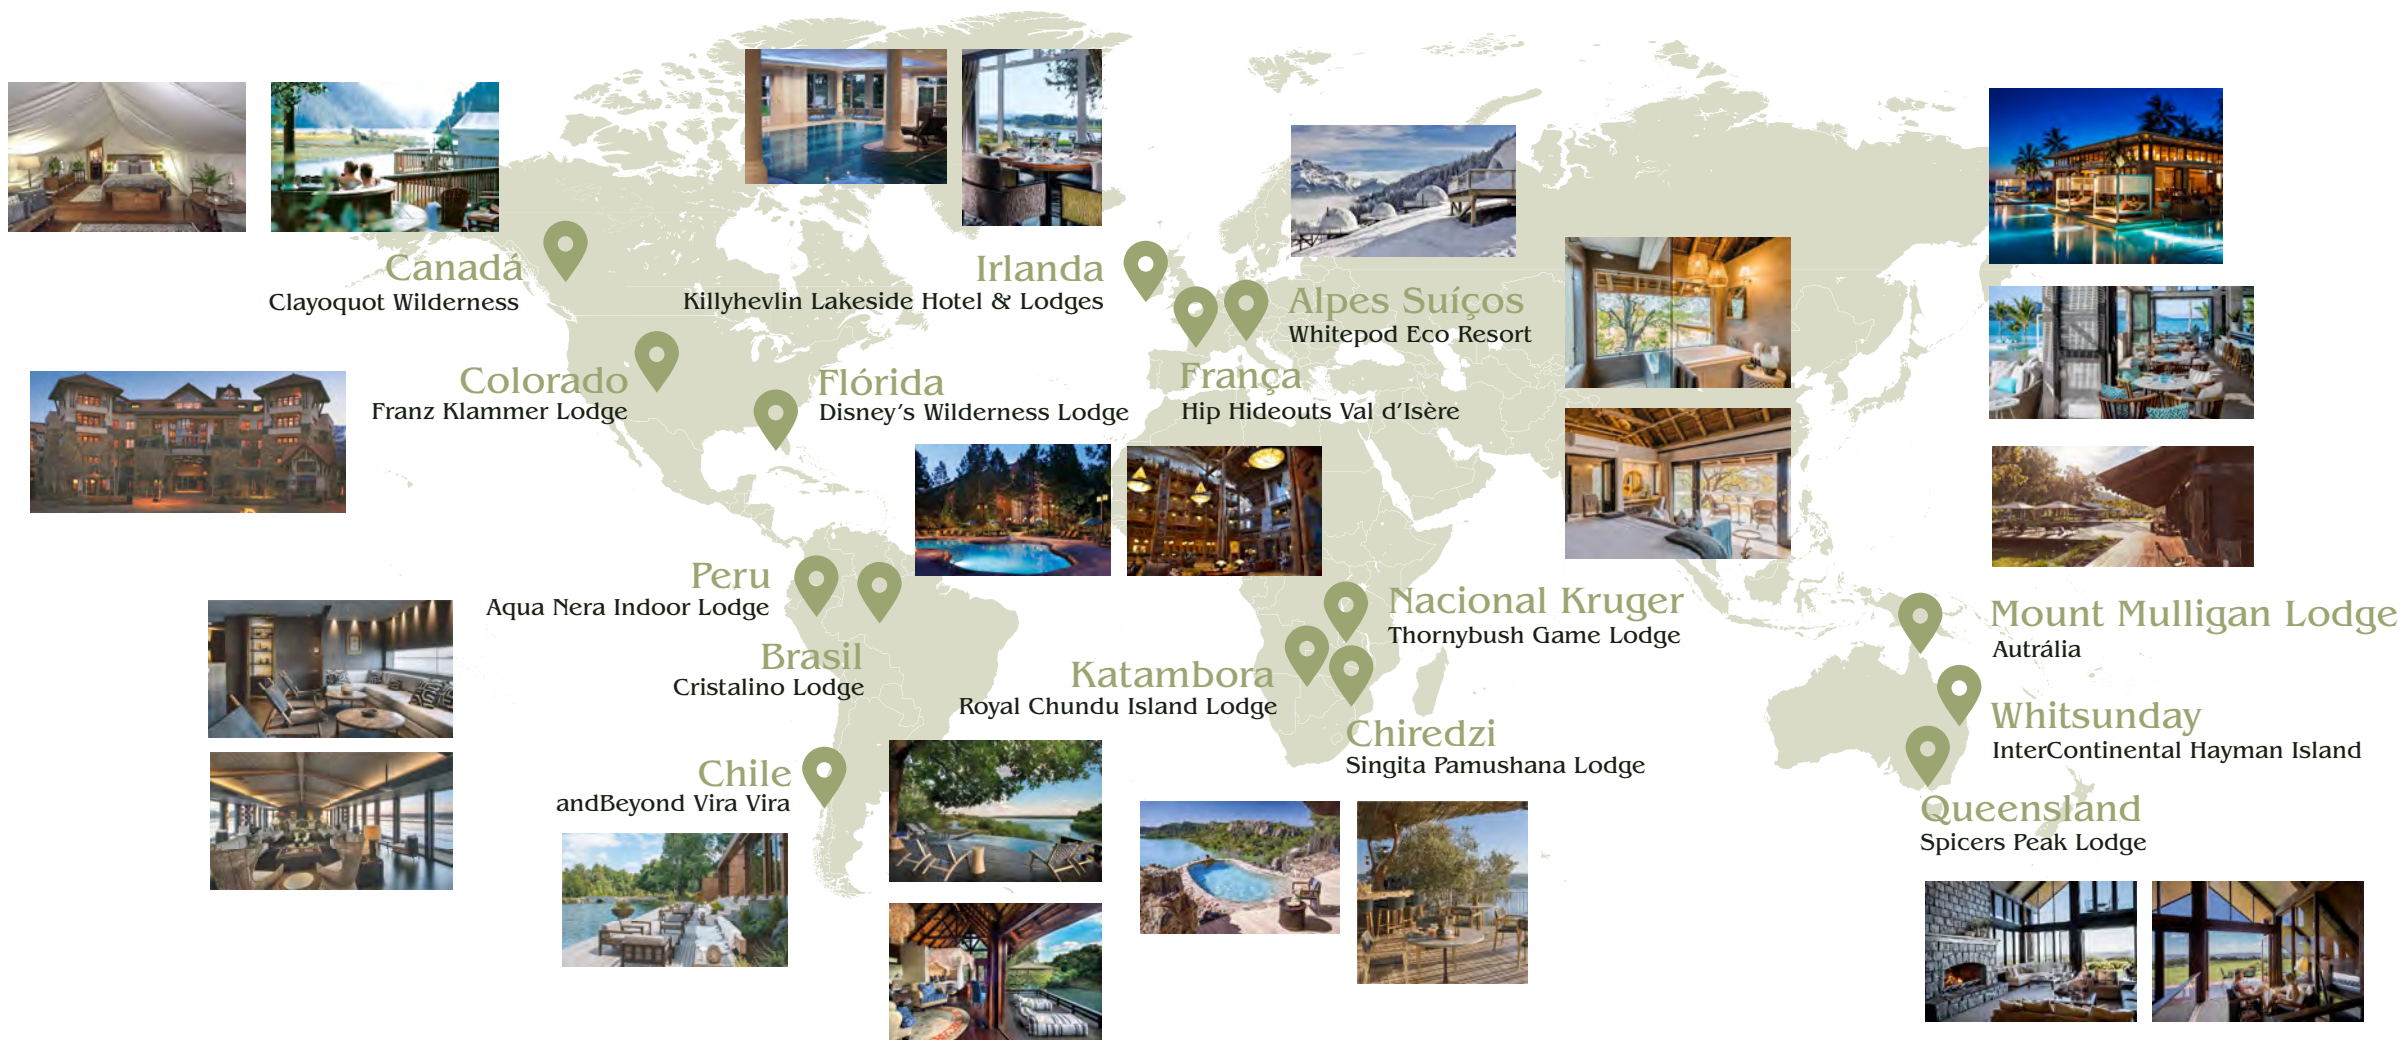 Canadá
Clayoquot Wilderness
Irlanda
Killyhevlin Lakeside Hotel & Lodges
Alpes Suíços
Whitepod Eco Resort
Colorado
Franz Klammer Lodge
Flórida
Disney’s Wilderness Lodge
França
Hip Hideouts Val d’Isère
Peru
Aqua Nera Indoor Lodge
Nacional Kruger
Thornybush Game Lodge
Mount Mulligan Lodge
Autrália
Brasil
Cristalino Lodge
Katambora
Royal Chundu Island Lodge
Whitsunday
InterContinental Hayman Island
Chiredzi
Singita Pamushana Lodge
Chile
andBeyond Vira Vira
Queensland
Spicers Peak Lodge